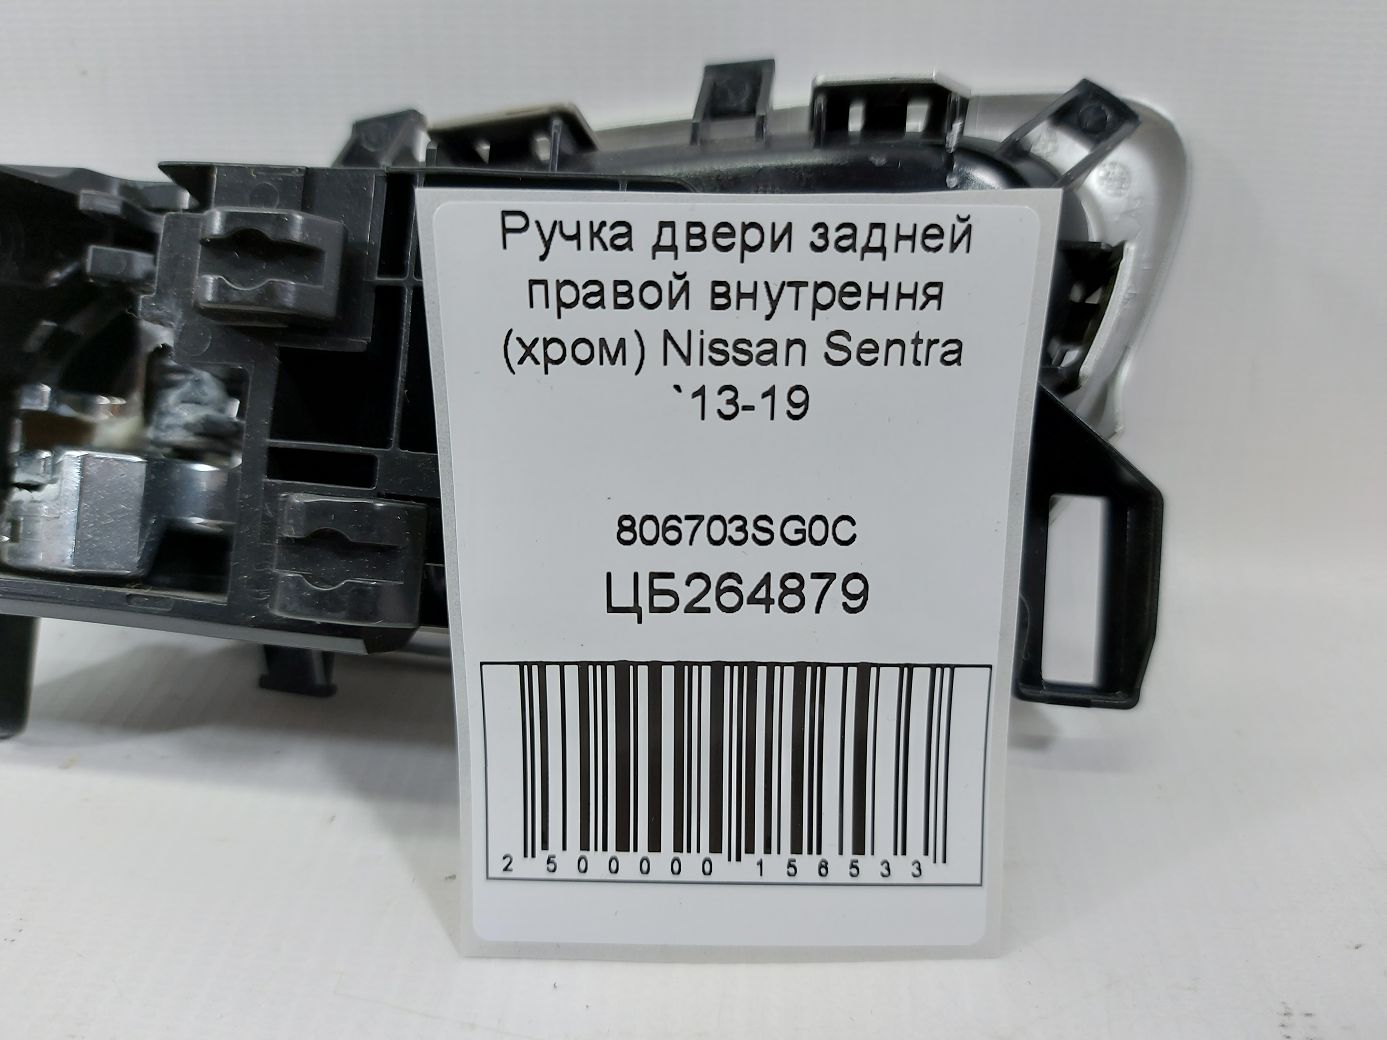 Ручка двери задней
правой внутрення
(хром) Nissan Sentra
`13-19
806703SG0C
ЦБ264879
2 500000 156533